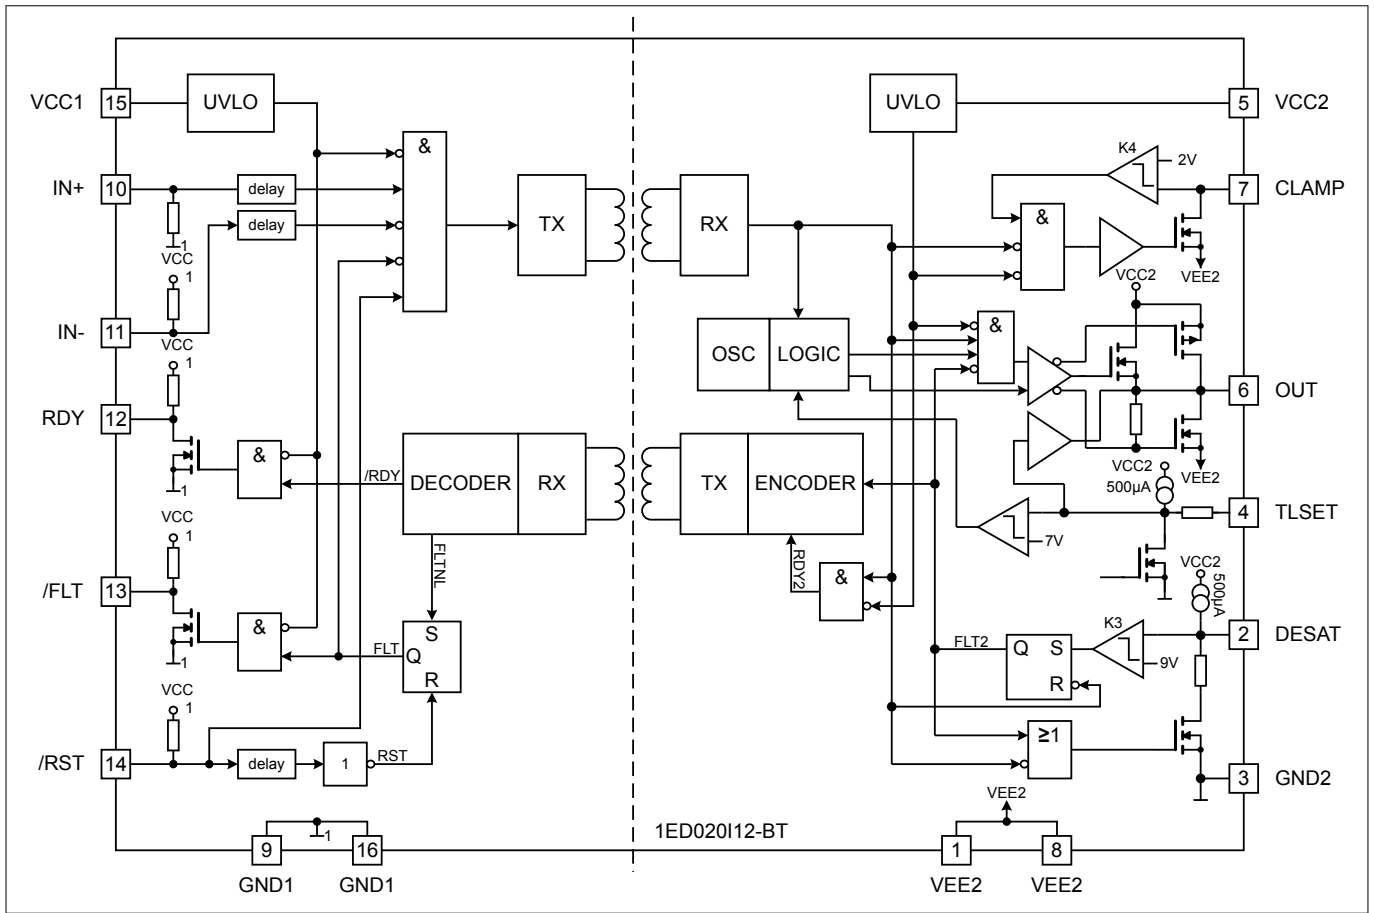 VCC1
15
UVLO
UVLO
5
VCC2
&
K4
2V
IN+
10
delay
7
CLAMP
delay
TX
RX
&
1
VCC
1
VEE2
VCC2
IN-
11
VCC
1
&
OSC
LOGIC
6
OUT
RDY
12
&
/RDY
DECODER
RX
TX
ENCODER
VCC2
VEE2
500µA
1
4
TLSET
VCC
1
7V
FLTNL
RDY2
&
VCC2
500µA
/FLT
13
&
FLT
S
Q
R
FLT2
Q
S
R
K3
9V
2
DESAT
1
VCC
1
≥1
/RST
14
delay
1
RST
3
GND2
VEE2
1
1ED020I12-BT
9
16
1
8
GND1
GND1
VEE2
VEE2